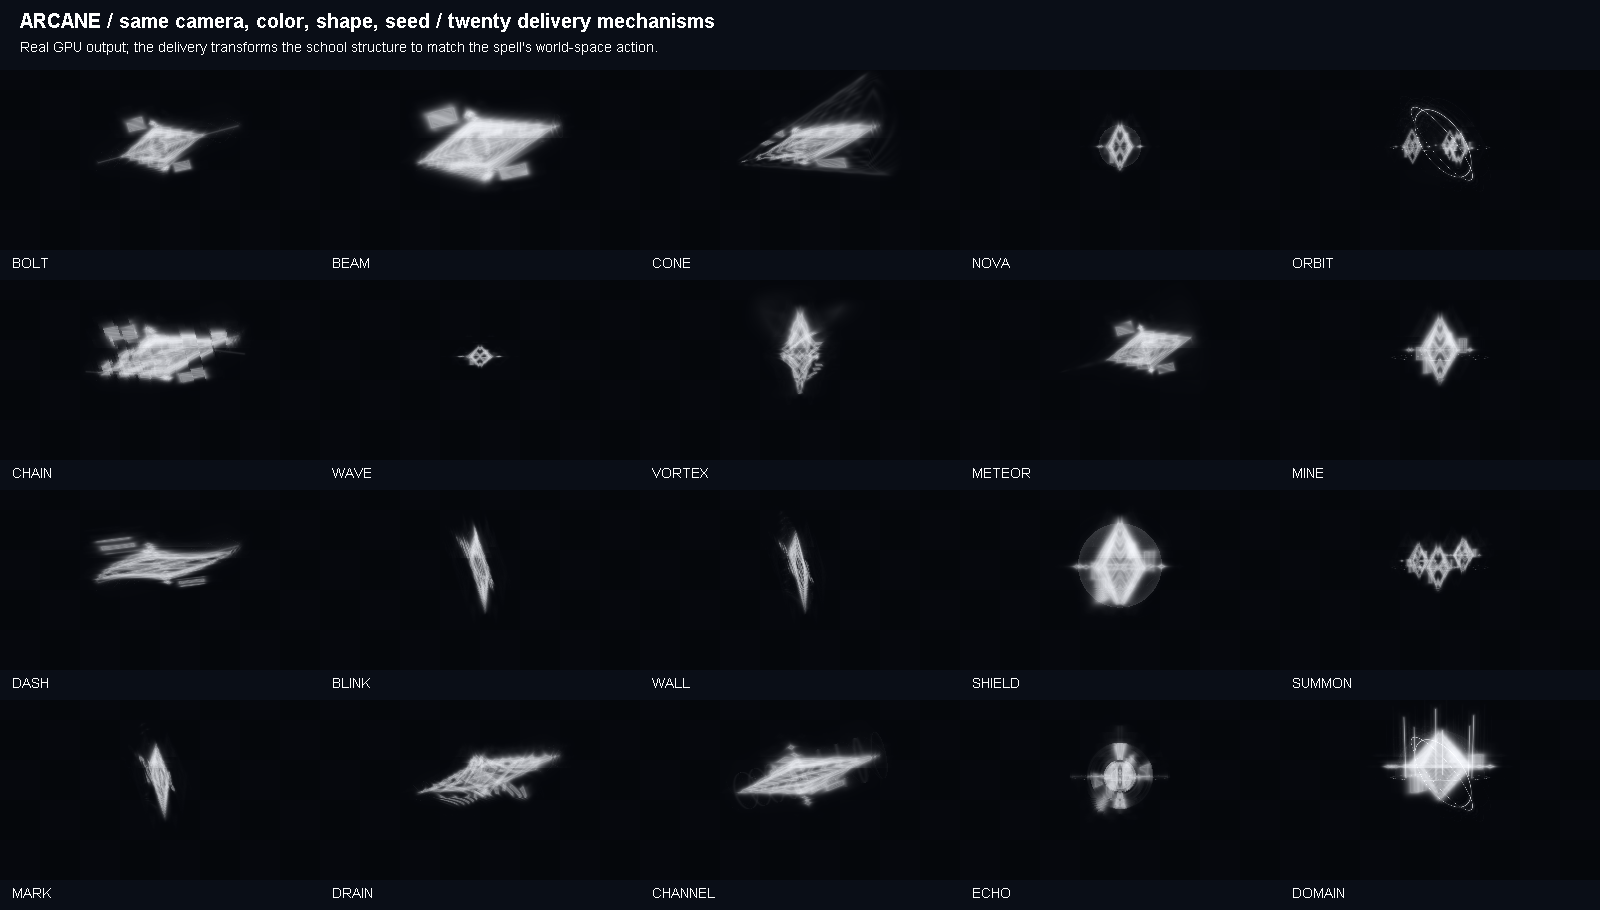 ARCANE / same camera, color, shape, seed / twenty delivery mechanisms
Real GPU output; the delivery transforms the school structure to match the spell's world-space action.
BOLT
BEAM
CONE
NOVA
ORBIT
CHAIN
WAVE
VORTEX
METEOR
MINE
DASH
BLINK
WALL
SHIELD
SUMMON
MARK
DRAIN
CHANNEL
ECHO
DOMAIN